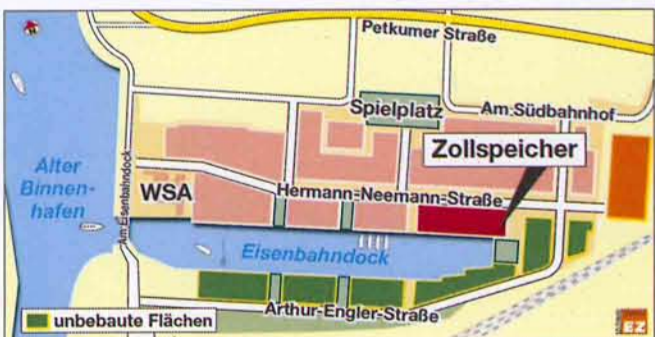 Petkumer Straße
Spielplatz
Am Südbahnhof
Zollspeicher
Alter
Binnen-
hafen
WSA
Hermann-Neemann-Straße
Am Eisenbahndock
Eisenbahndock
unbebaute Flächen
Arthur-Engler-Straße
EZ